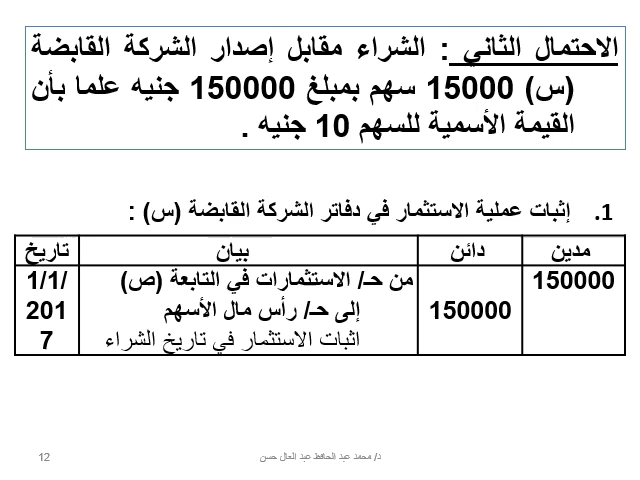 الاحتمال الثاني : الشراء مقابل إصدار الشركة القابضة
(س) 15000 سهم بمبلغ 150000 جنيه علما بأن
القيمة الأسمية للسهم 10 جنيه .
1. إثبات عملية الاستثمار في دفاتر الشركة القابضة (س) :
مدين دائن بيان تاريخ
150000 من حـ/ الاستثمارات في التابعة (ص) 1/1/
150000 إلى حـ/ رأس مال الأسهم 201
اثبات الاستثمار في تاريخ الشراء 7
د/ محمد عبد الحافظ عبد العال حسن
12